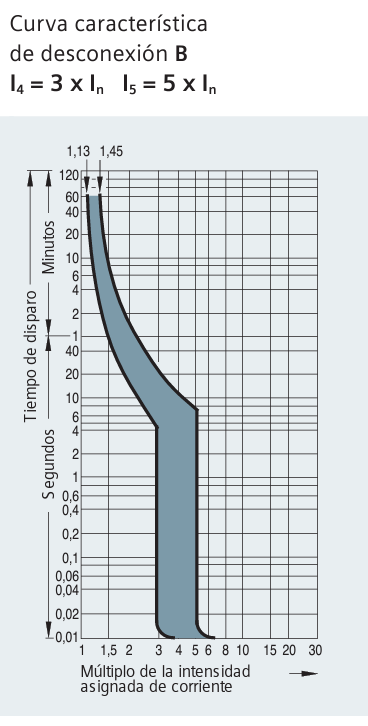 Curva característica
de desconexión B
I₄ = 3 x Iₙ I₅ = 5 x Iₙ
1,13 1,45
Tiempo de disparo
Minutos
120
60
40
20
10
6
4
2
1
Segundos
40
20
10
6
4
2
1
0,6
0,4
0,2
0,1
0,06
0,04
0,02
0,01
1 1,5 2 3 4 5 6 8 10 15 20 30
Múltiplo de la intensidad
asignada de corriente